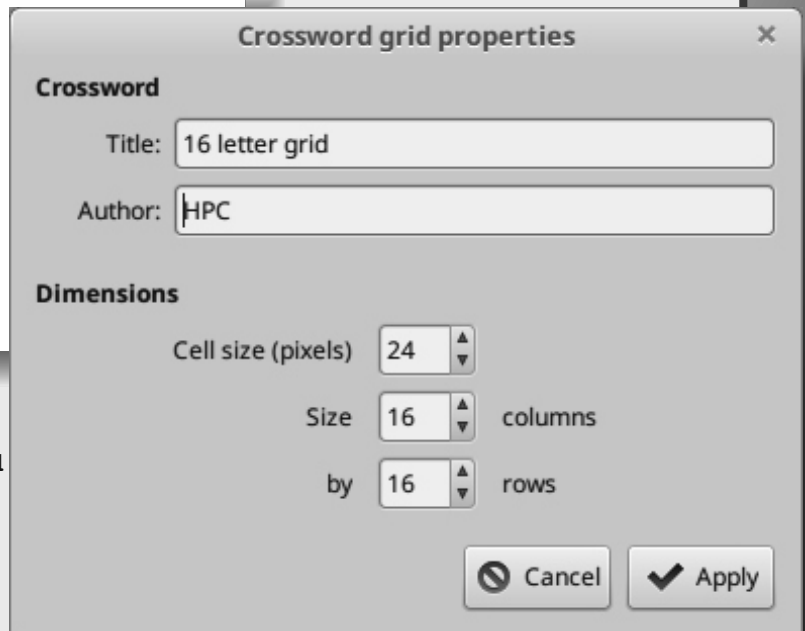 Crossword grid properties
Crossword
Title: 16 letter grid
Author: HPC
Dimensions
Cell size (pixels) 24
Size 16 columns
by 16 rows
Cancel Apply